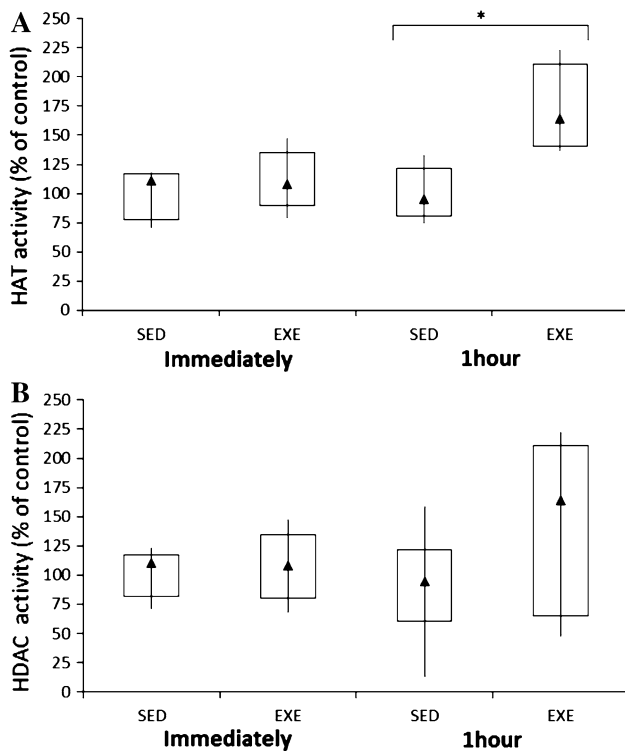 A
HAT activity (% of control)
250
225
200
175
150
125
100
75
50
25
0
*
SED
EXE
SED
EXE
Immediately
1hour
B
HDAC activity (% of control)
250
225
200
175
150
125
100
75
50
25
0
SED
EXE
SED
EXE
Immediately
1hour